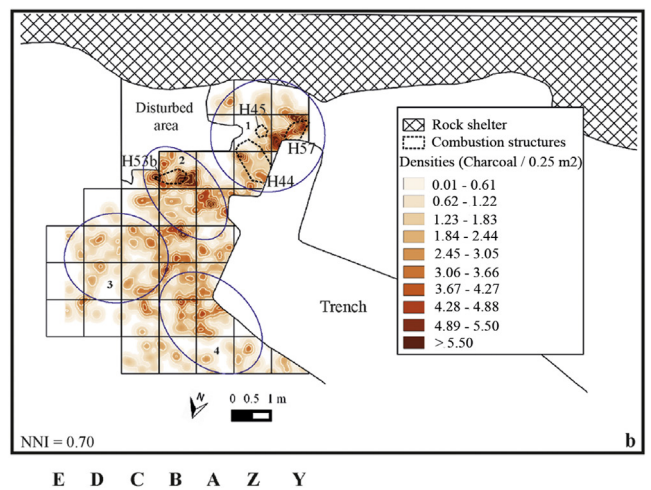 Disturbed
area
H45
1
H57
H53b
2
H44
3
4
Trench
Rock shelter
Combustion structures
Densities (Charcoal / 0.25 m2)
0.01 - 0.61
0.62 - 1.22
1.23 - 1.83
1.84 - 2.44
2.45 - 3.05
3.06 - 3.66
3.67 - 4.27
4.28 - 4.88
4.89 - 5.50
> 5.50
N
0 0.5 1 m
NNI = 0.70
b
E D C B A Z Y